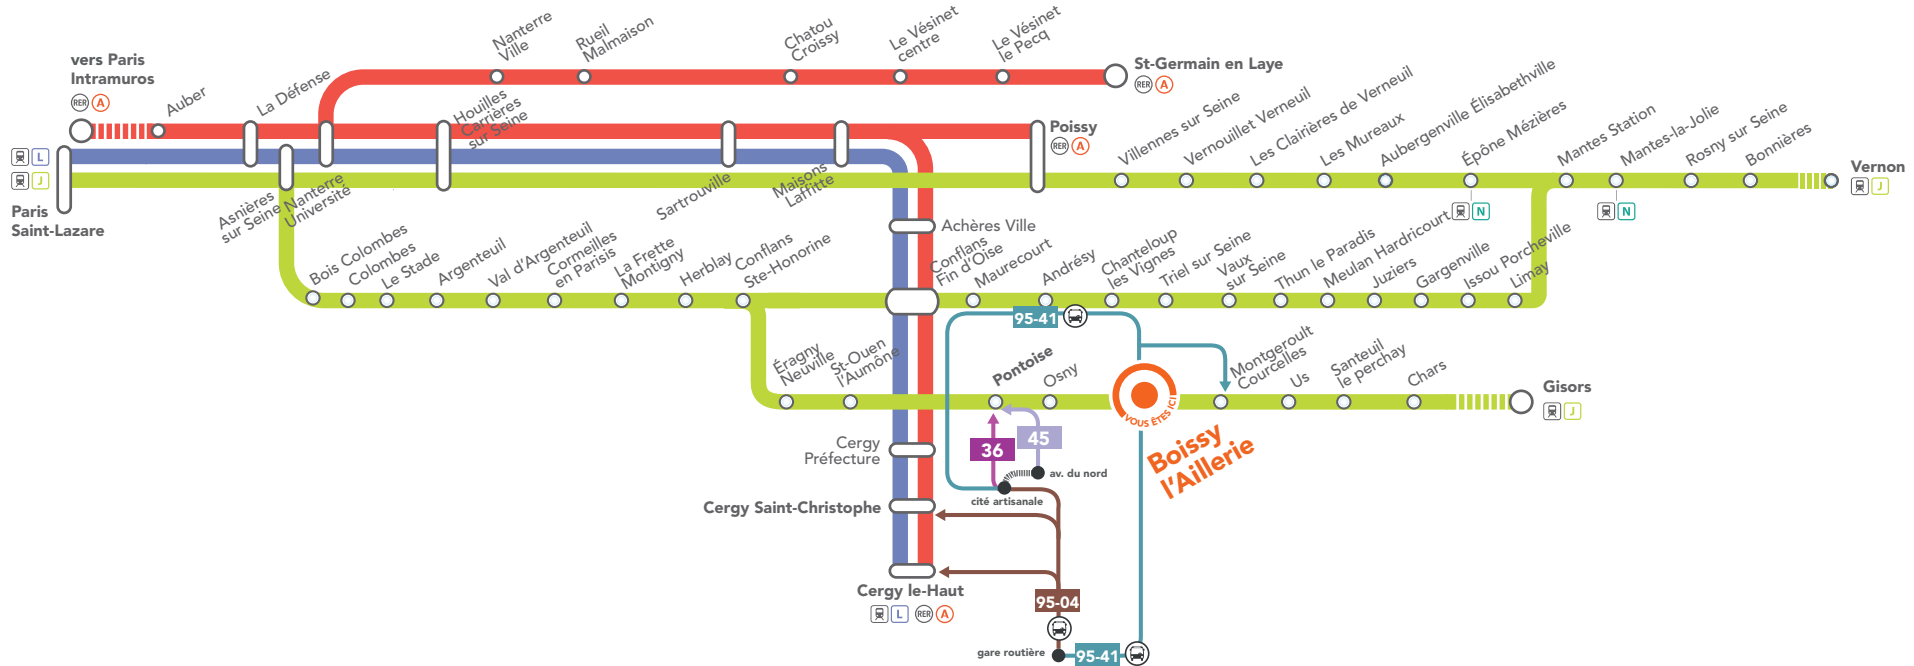 vers Paris
Intramuros
RER A
Auber
La Défense
Nanterre
Ville
Rueil
Malmaison
Chatou
Croissy
Le Vésinet
centre
Le Vésinet
le Pecq
St-Germain en Laye
RER A
Houilles
Carrières
sur Seine
Poissy
RER A
L
J
Paris
Saint-Lazare
Asnières
sur Seine
Nanterre
Université
Sartrouville
Maisons
Laffitte
Villennes sur Seine
Vernouillet Verneuil
Les Clairières de Verneuil
Les Mureaux
Aubergenville Élisabethville
Épône Mézières
N
Mantes Station
Mantes-la-Jolie
N
Rosny sur Seine
Bonnières
Vernon
J
Achères Ville
Bois Colombes
Colombes
Le Stade
Argenteuil
Val d'Argenteuil
Cormeilles
en Parisis
La Frette
Montigny
Herblay
Conflans
Ste-Honorine
Conflans
Fin d'Oise
Maurecourt
Andrésy
Chanteloup
les Vignes
Triel sur Seine
Vaux
sur Seine
Thun le Paradis
Meulan Hardricourt
Juziers
Gargenville
Issou Porcheville
Limay
95-41
Éragny
Neuville
St-Ouen
l'Aumône
Pontoise
Osny
VOUS ÊTES ICI
Boissy
l'Aillerie
Montgeroult
Courcelles
Us
Santeuil
le perchay
Chars
Gisors
J
Cergy
Préfecture
36
45
av. du nord
cité artisanale
Cergy Saint-Christophe
Cergy le-Haut
L RER A
95-04
gare routière
95-41